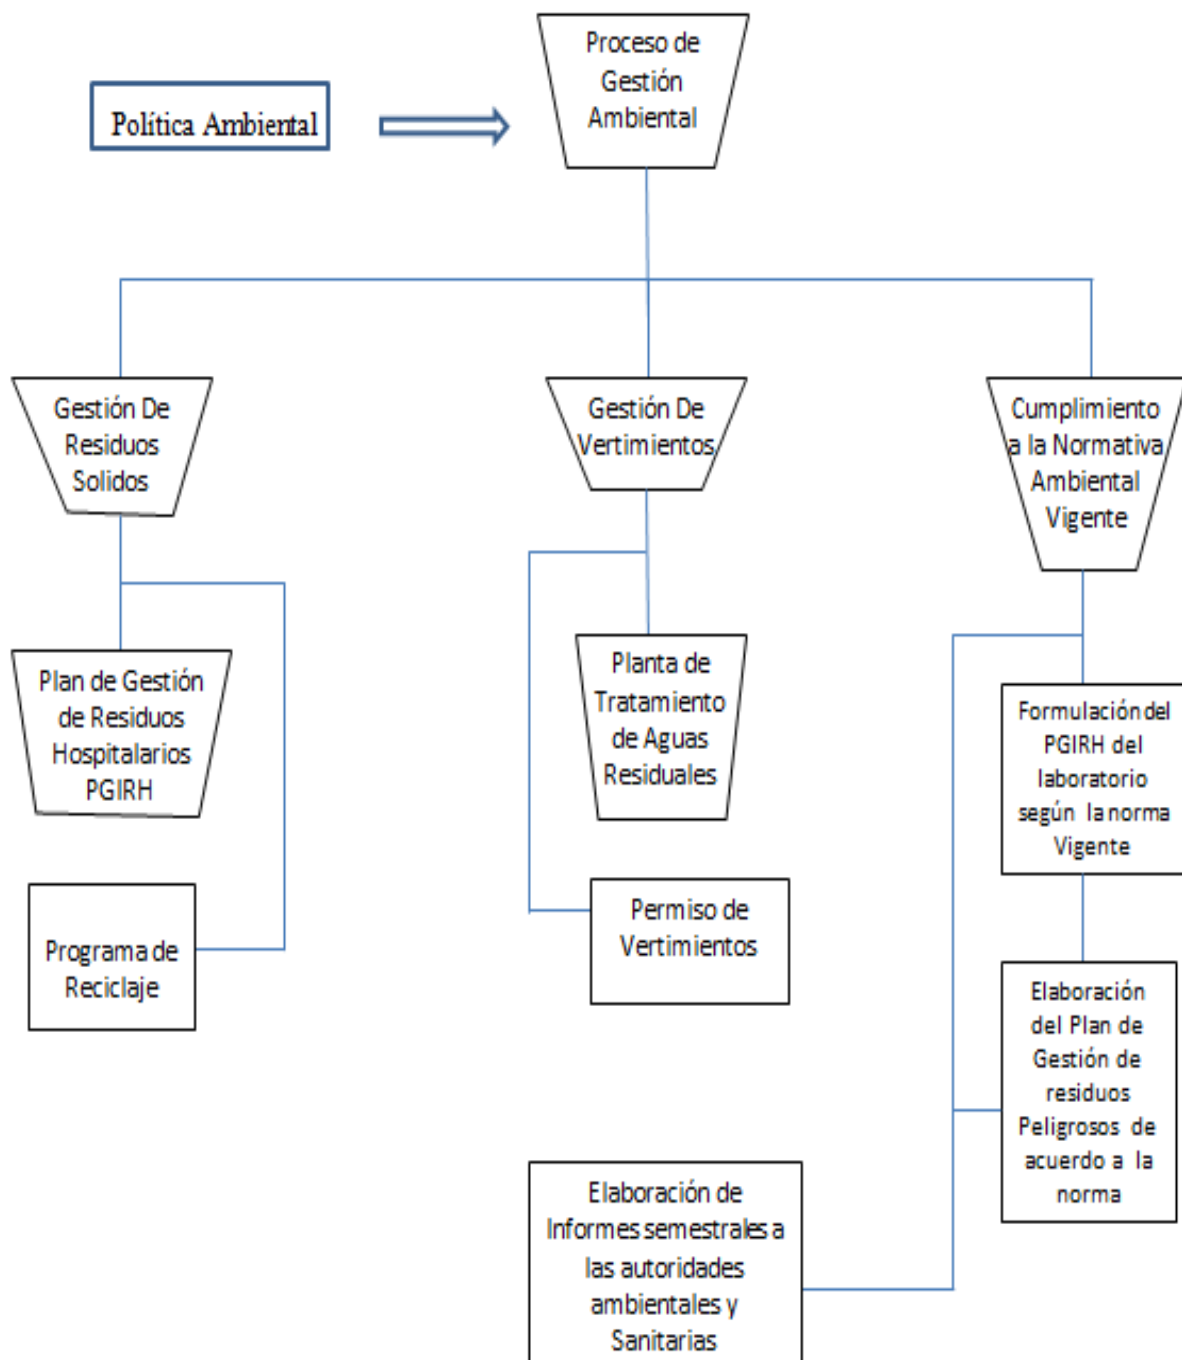 Proceso de
Gestión
Ambiental
Política Ambiental
Gestión De
Residuos
Solidos
Gestión De
Vertimientos
Cumplimiento
a la Normativa
Ambiental
Vigente
Plan de Gestión
de Residuos
Hospitalarios
PGIRH
Planta de
Tratamiento
de Aguas
Residuales
Formulación del
PGIRH del
laboratorio
según la norma
Vigente
Programa de
Reciclaje
Permiso de
Vertimientos
Elaboración
del Plan de
Gestión de
residuos
Peligrosos de
acuerdo a la
norma
Elaboración de
Informes semestrales a
las autoridades
ambientales y
Sanitarias